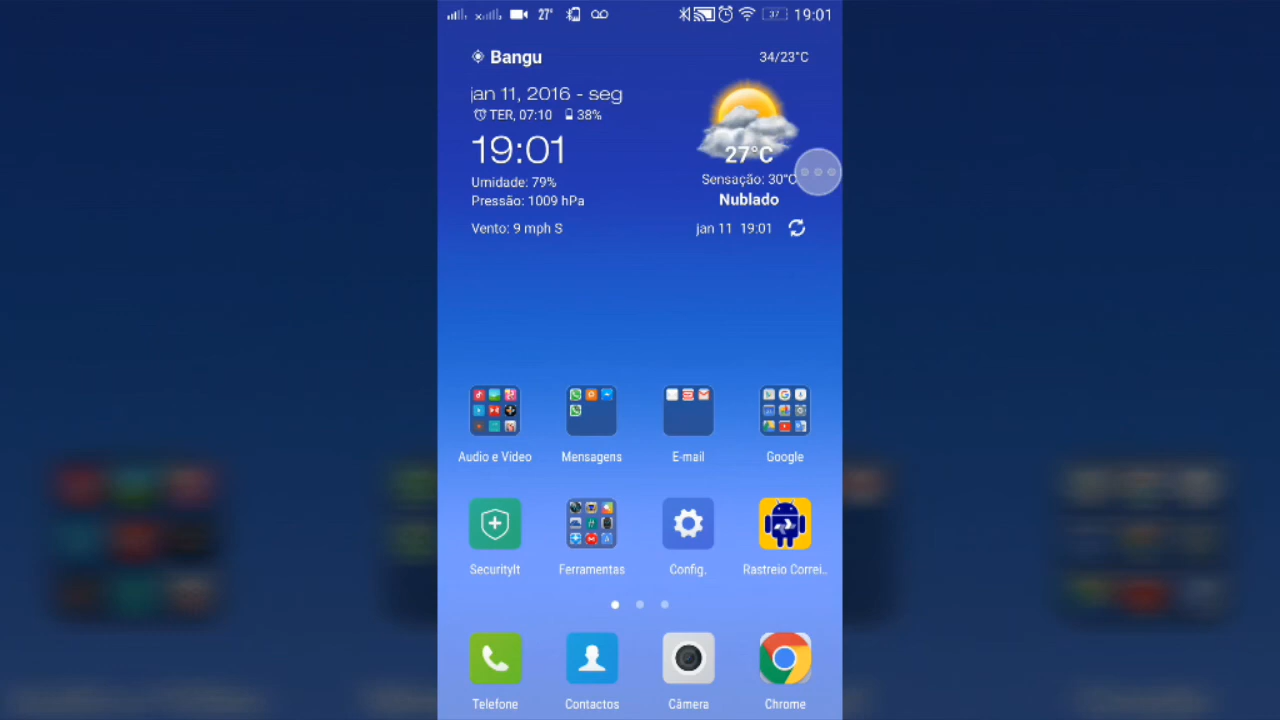 27° 37 19:01
Bangu 34/23°C
jan 11, 2016 - seg
TER, 07:10 38%
19:01
27°C
Umidade: 79%
Sensação: 30°C
Pressão: 1009 hPa
Nublado
Vento: 9 mph S
jan 11 19:01
Audio e Video Mensagens E-mail Google
SecurityIt Ferramentas Config. Rastreio Correi..
Telefone Contactos Câmera Chrome